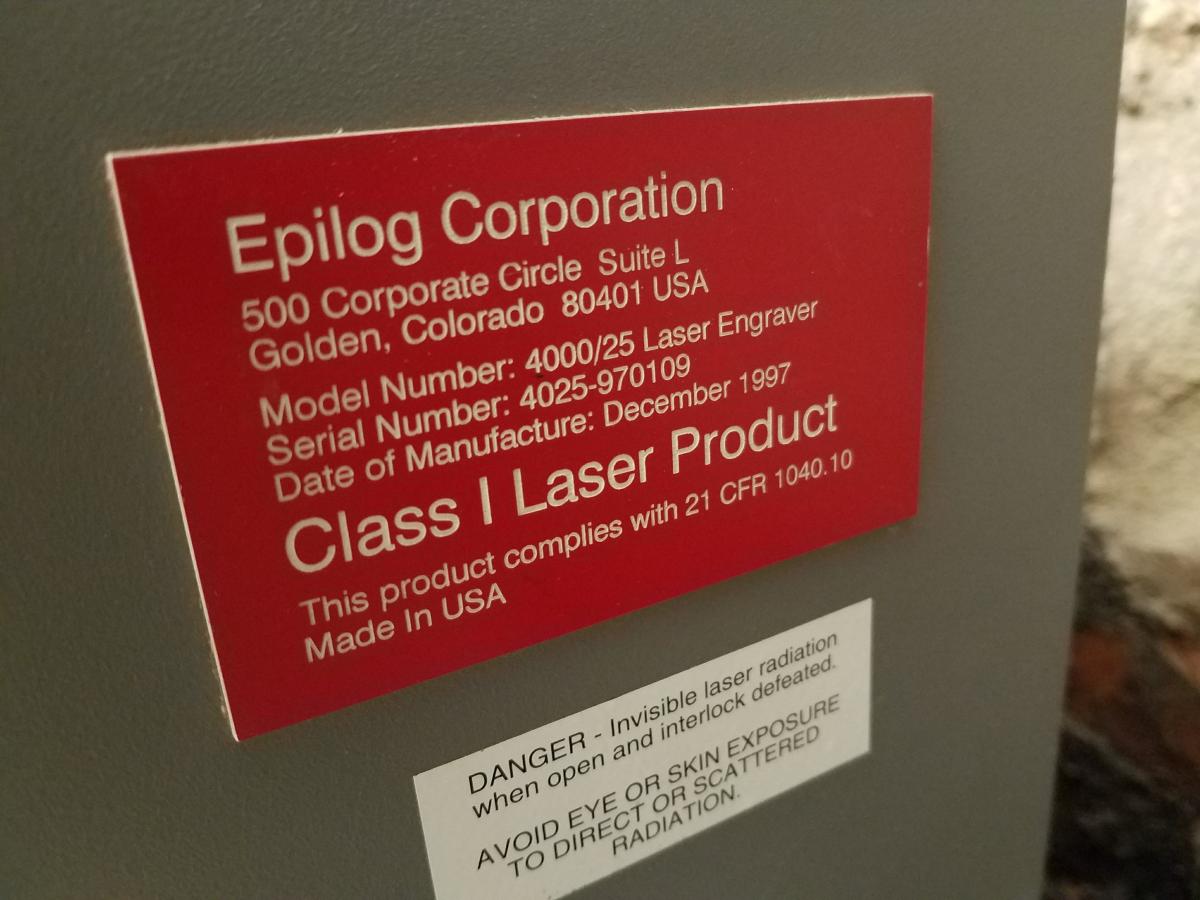 Epilog Corporation
500 Corporate Circle Suite L
Golden, Colorado 80401 USA
Model Number: 4000/25 Laser Engraver
Serial Number: 4025-970109
Date of Manufacture: December 1997
Class I Laser Product
This product complies with 21 CFR 1040.10
Made In USA
DANGER - Invisible laser radiation
when open and interlock defeated.
AVOID EYE OR SKIN EXPOSURE
TO DIRECT OR SCATTERED
RADIATION.